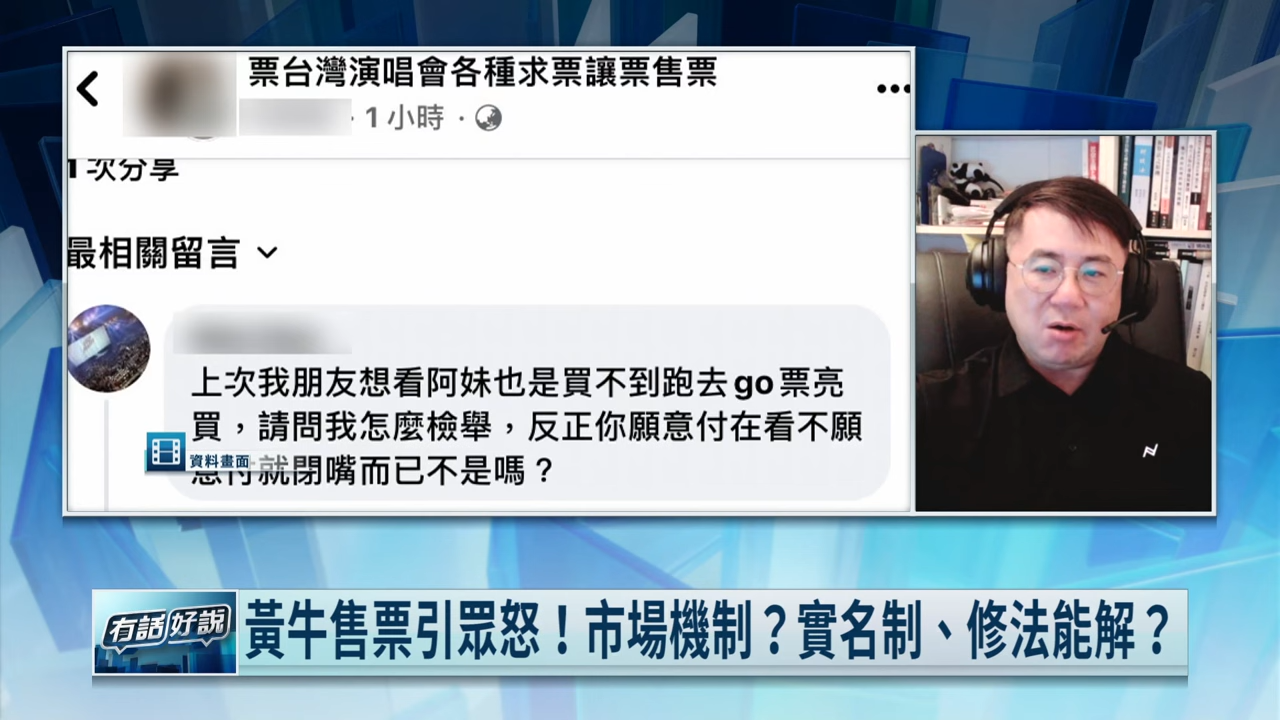 票台灣演唱會各種求票讓票售票
· 1 小時 ·
1 次分享
最相關留言
上次我朋友想看阿妹也是買不到跑去go票亮
買，請問我怎麼檢舉，反正你願意付在看不願
意付就閉嘴而已不是嗎？
資料畫面
有話好說
黃牛售票引眾怒！市場機制？實名制、修法能解？